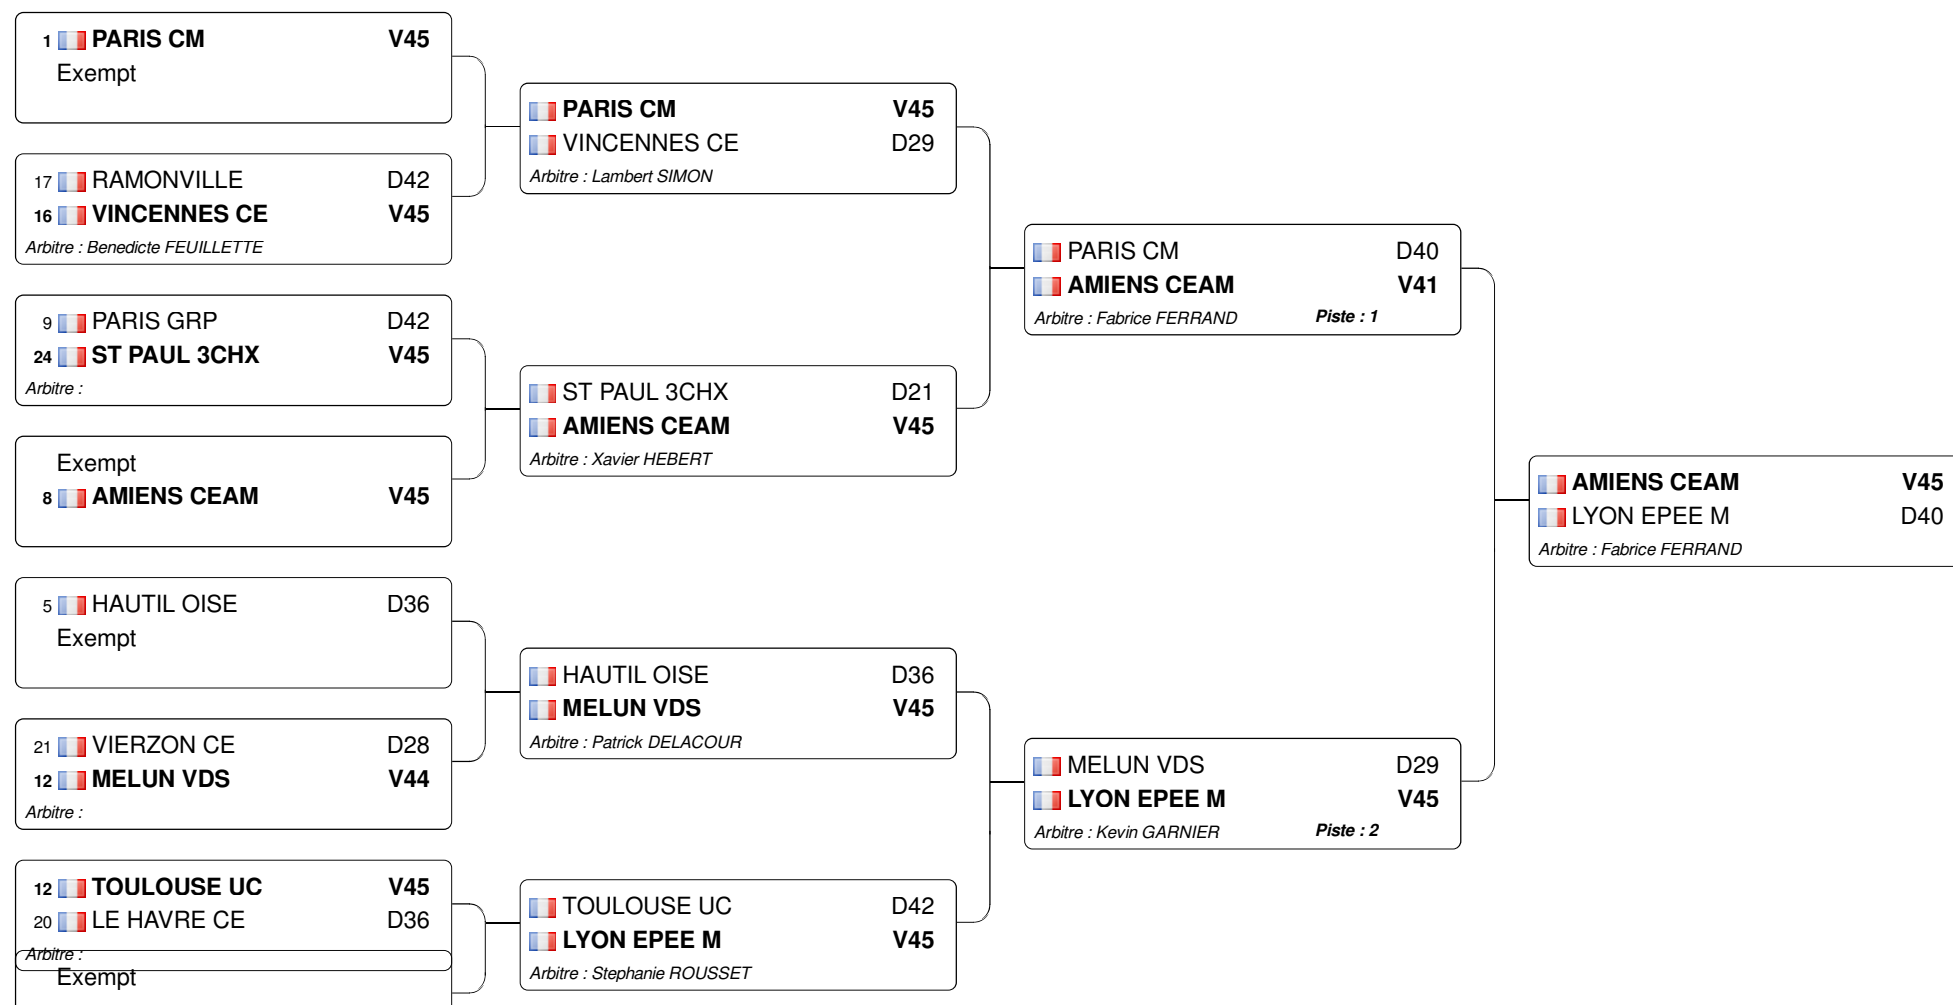 1 PARIS CM V45
Exempt
17 RAMONVILLE D42
16 VINCENNES CE V45
Arbitre : Benedicte FEUILLETTE
9 PARIS GRP D42
24 ST PAUL 3CHX V45
Arbitre :
Exempt
8 AMIENS CEAM V45
5 HAUTIL OISE D36
Exempt
21 VIERZON CE D28
12 MELUN VDS V44
Arbitre :
12 TOULOUSE UC V45
20 LE HAVRE CE D36
Arbitre :
Exempt
PARIS CM V45
VINCENNES CE D29
Arbitre : Lambert SIMON
ST PAUL 3CHX D21
AMIENS CEAM V45
Arbitre : Xavier HEBERT
HAUTIL OISE D36
MELUN VDS V45
Arbitre : Patrick DELACOUR
TOULOUSE UC D42
LYON EPEE M V45
Arbitre : Stephanie ROUSSET
PARIS CM D40
AMIENS CEAM V41
Arbitre : Fabrice FERRAND Piste : 1
MELUN VDS D29
LYON EPEE M V45
Arbitre : Kevin GARNIER Piste : 2
AMIENS CEAM V45
LYON EPEE M D40
Arbitre : Fabrice FERRAND